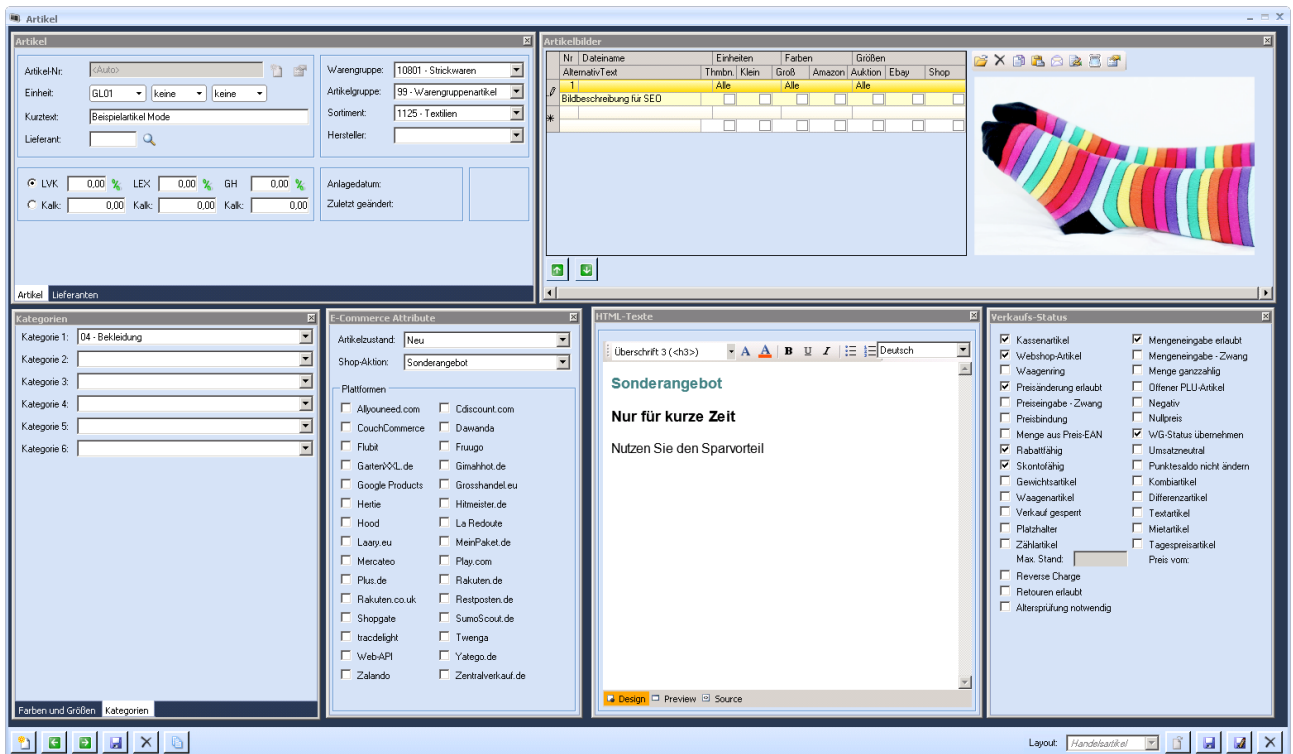 Artikel
Artikel
Artikel-Nr: <Auto>
Einheit: GL01 keine keine
Kurztext: Beispielartikel Mode
Lieferant:
Warengruppe: 10801 - Strickwaren
Artikelgruppe: 99 - Warengruppenartikel
Sortiment: 1125 - Textilien
Hersteller:
LVK 0,00 % LEX 0,00 % GH 0,00 %
Kalk: 0,00 Kalk: 0,00 Kalk: 0,00
Anlagedatum:
Zuletzt geändert:
Artikel Lieferanten
Artikelbilder
Nr Dateiname Einheiten Farben Größen
AlternativText Thmbn. Klein Groß Amazon Auktion Ebay Shop
1 Alle Alle Alle
Bildbeschreibung für SEO
Kategorien
Kategorie 1: 04 - Bekleidung
Kategorie 2:
Kategorie 3:
Kategorie 4:
Kategorie 5:
Kategorie 6:
Farben und Größen Kategorien
E-Commerce Attribute
Artikelzustand: Neu
Shop-Aktion: Sonderangebot
Plattformen
Allyouneed.com Cdiscount.com
CouchCommerce Dawanda
Flubit Fruugo
GartenXXL.de Gimahhot.de
Google Products Grosshandel.eu
Hertie Hitmeister.de
Hood La Redoute
Laary.eu MeinPaket.de
Mercateo Play.com
Plus.de Rakuten.de
Rakuten.co.uk Restposten.de
Shopgate SumoScout.de
tracdelight Twenga
Web-API Yatego.de
Zalando Zentralverkauf.de
HTML-Texte
Überschrift 3 (<h3>) A A B U I Deutsch
Sonderangebot
Nur für kurze Zeit
Nutzen Sie den Sparvorteil
Design Preview Source
Verkaufs-Status
Kassenartikel Mengeneingabe erlaubt
Webshop-Artikel Mengeneingabe - Zwang
Waagenring Menge ganzzahlig
Preisänderung erlaubt Offener PLU-Artikel
Preiseingabe - Zwang Negativ
Preisbindung Nullpreis
Menge aus Preis-EAN WG-Status übernehmen
Rabattfähig Umsatzneutral
Skontofähig Punktesaldo nicht ändern
Gewichtsartikel Kombiartikel
Waagenartikel Differenzartikel
Verkauf gesperrt Textartikel
Platzhalter Mietartikel
Zählartikel Tagespreisartikel
Max. Stand: Preis vom:
Reverse Charge
Retouren erlaubt
Altersprüfung notwendig
Layout: Handelsartikel